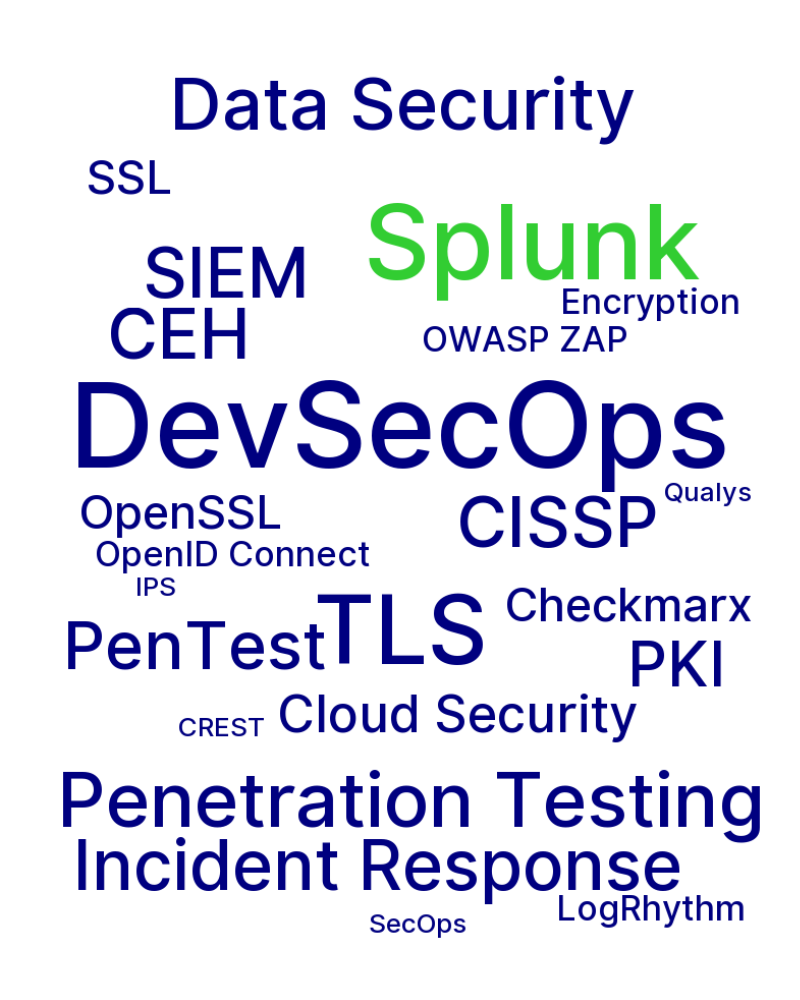 Data Security
SSL
Splunk
SIEM
Encryption
CEH
OWASP ZAP
DevSecOps
Qualys
OpenSSL
CISSP
OpenID Connect
IPS
TLS
Checkmarx
PenTest
PKI
Cloud Security
CREST
Penetration Testing
Incident Response
LogRhythm
SecOps